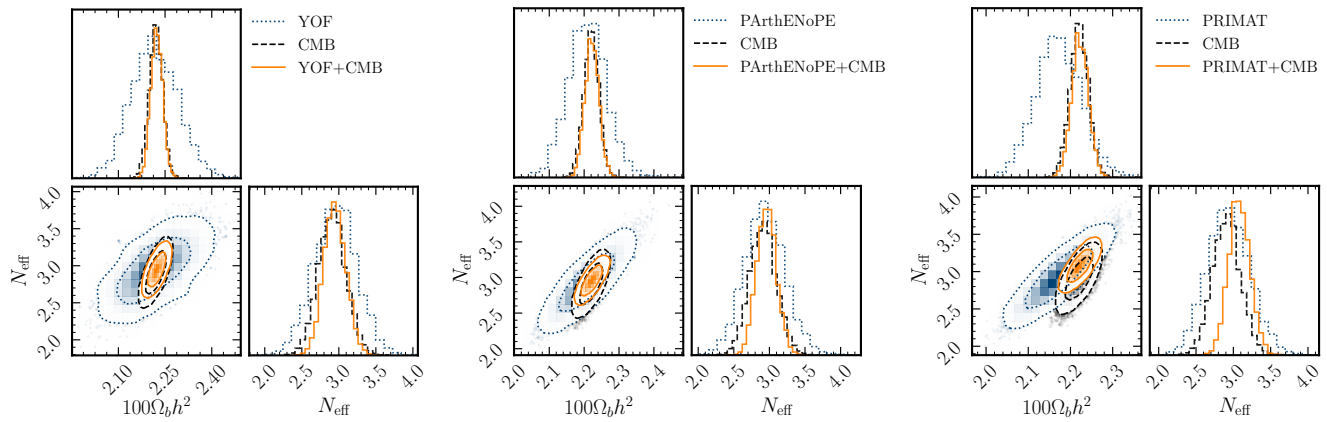 YOF
CMB
YOF+CMB
4.0
3.5
3.0
2.5
2.0
N_eff
2.10
2.25
2.40
100Ω_b h²
2.0
2.5
3.0
3.5
4.0
N_eff
PArthENoPE
CMB
PArthENoPE+CMB
4.0
3.5
3.0
2.5
2.0
N_eff
2.0
2.1
2.2
2.3
2.4
100Ω_b h²
2.0
2.5
3.0
3.5
4.0
N_eff
PRIMAT
CMB
PRIMAT+CMB
4.0
3.5
3.0
2.5
2.0
N_eff
2.0
2.1
2.2
2.3
100Ω_b h²
2.0
2.5
3.0
3.5
4.0
N_eff